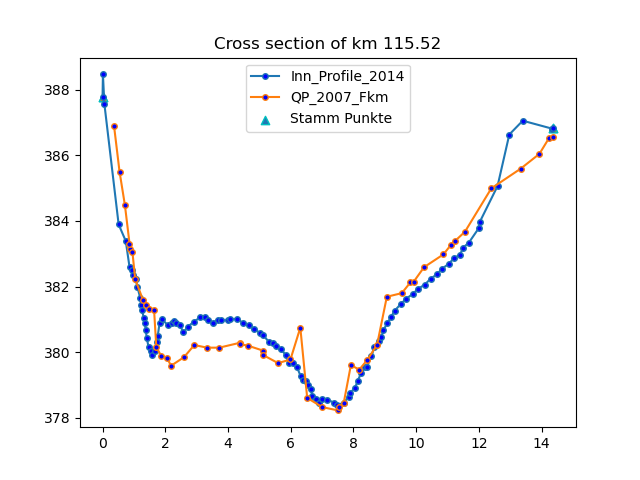 Cross section of km 115.52
Inn_Profile_2014
QP_2007_Fkm
Stamm Punkte
388
386
384
382
380
378
0 2 4 6 8 10 12 14